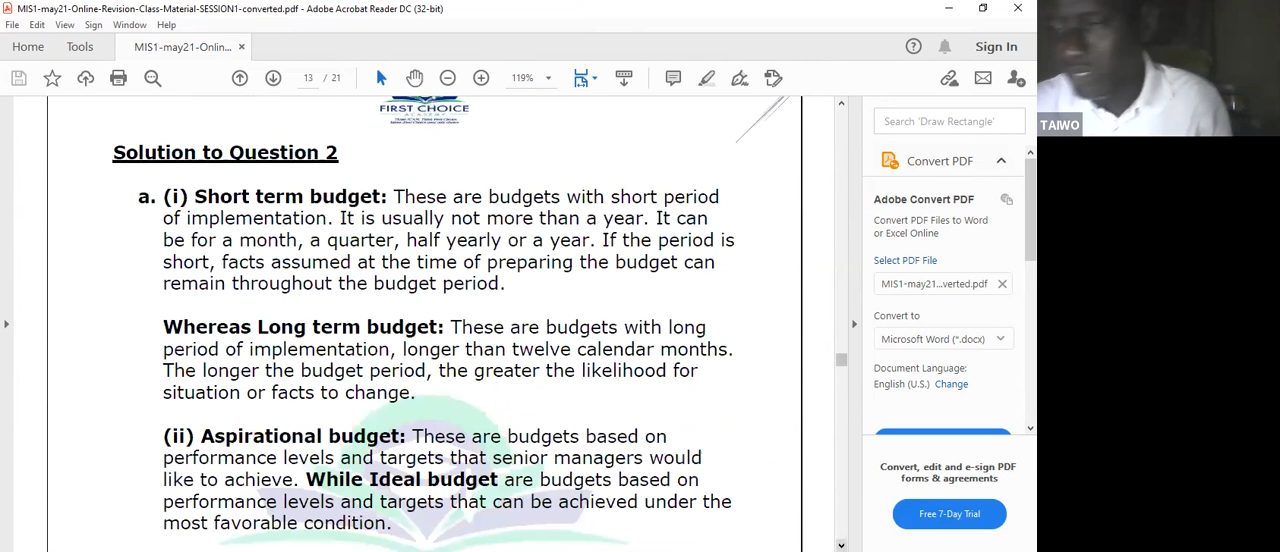 MIS1-may21-Online-Revision-Class-Material-SESSION1-converted.pdf - Adobe Acrobat Reader DC (32-bit)
File Edit View Sign Window Help
Home Tools MIS1-may21-Onlin... × Sign In
13 / 21 119%
FIRST CHOICE
Search 'Draw Rectangle'
TAIWO
Solution to Question 2
Convert PDF
a. (i) Short term budget: These are budgets with short period
of implementation. It is usually not more than a year. It can
be for a month, a quarter, half yearly or a year. If the period is
short, facts assumed at the time of preparing the budget can
remain throughout the budget period.
Whereas Long term budget: These are budgets with long
period of implementation, longer than twelve calendar months.
The longer the budget period, the greater the likelihood for
situation or facts to change.
(ii) Aspirational budget: These are budgets based on
performance levels and targets that senior managers would
like to achieve. While Ideal budget are budgets based on
performance levels and targets that can be achieved under the
most favorable condition.
Adobe Convert PDF
Convert PDF Files to Word
or Excel Online
Select PDF File
MIS1-may21...verted.pdf
Convert to
Microsoft Word (*.docx)
Document Language:
English (U.S.) Change
Convert, edit and e-sign PDF
forms & agreements
Free 7-Day Trial